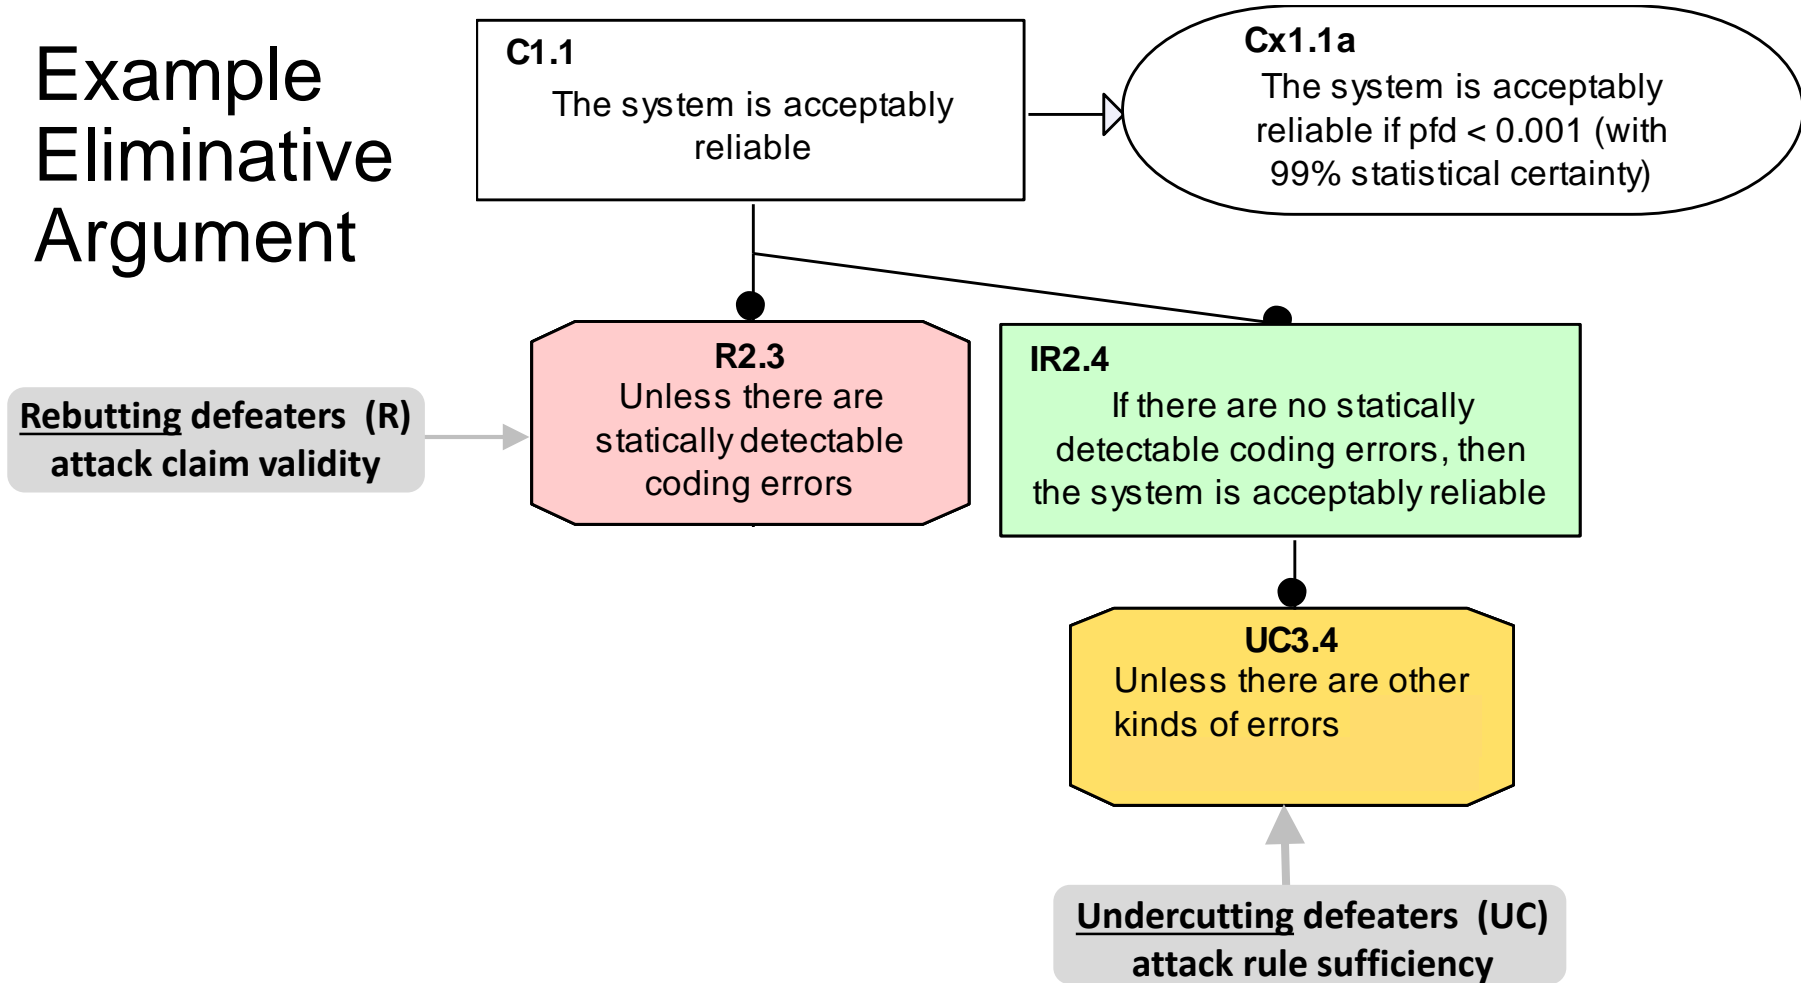 Example
Eliminative
Argument
C1.1
The system is acceptably
reliable
Cx1.1a
The system is acceptably
reliable if pfd < 0.001 (with
99% statistical certainty)
R2.3
Unless there are
statically detectable
coding errors
IR2.4
If there are no statically
detectable coding errors, then
the system is acceptably reliable
Rebutting defeaters (R)
attack claim validity
UC3.4
Unless there are other
kinds of errors
Undercutting defeaters (UC)
attack rule sufficiency